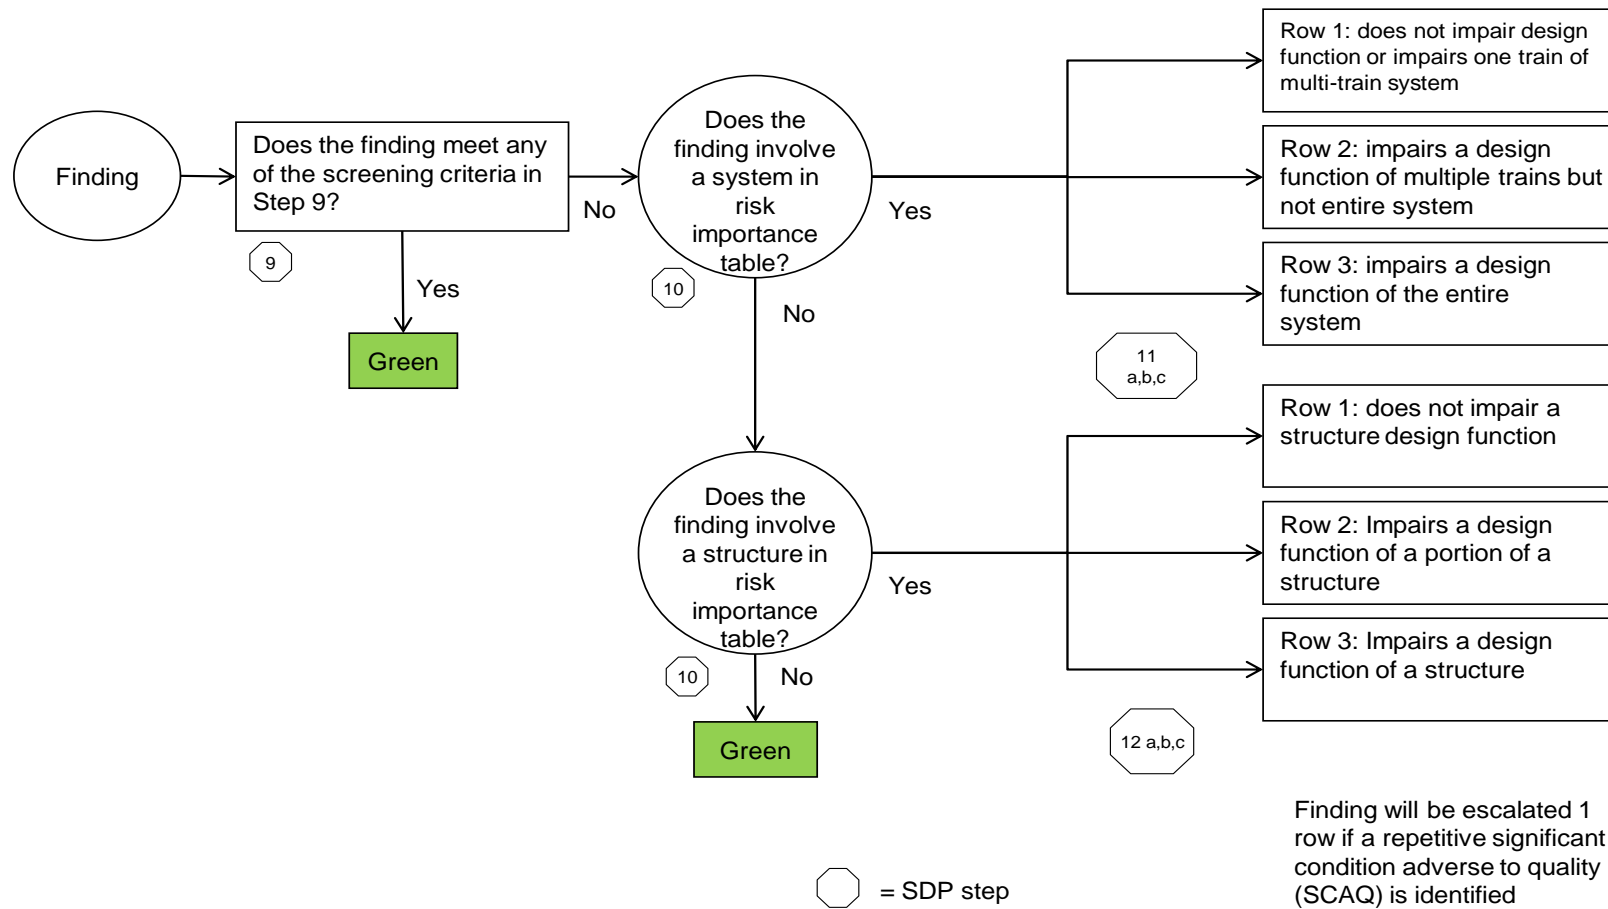 Finding
Does the finding meet any
of the screening criteria in
Step 9?
9
No
Yes
Green
Does the
finding involve
a system in
risk
importance
table?
10
Yes
No
Row 1: does not impair design
function or impairs one train of
multi-train system
Row 2: impairs a design
function of multiple trains but
not entire system
Row 3: impairs a design
function of the entire
system
11
a,b,c
Does the
finding involve
a structure in
risk
importance
table?
10
Yes
No
Green
Row 1: does not impair a
structure design function
Row 2: Impairs a design
function of a portion of a
structure
Row 3: Impairs a design
function of a structure
12 a,b,c
Finding will be escalated 1
row if a repetitive significant
condition adverse to quality
(SCAQ) is identified
= SDP step